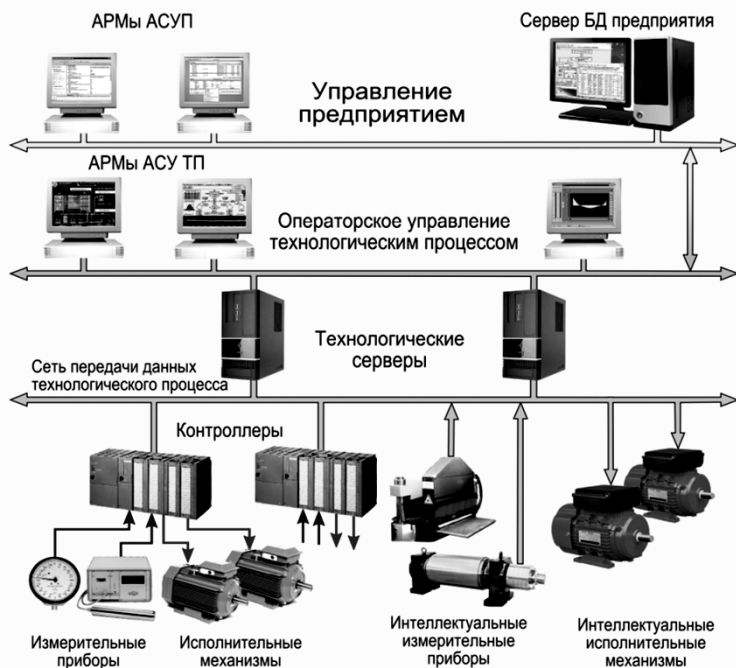 АРМы АСУП
Сервер БД предприятия
Управление
предприятием
АРМы АСУ ТП
Операторское управление
технологическим процессом
Технологические
серверы
Сеть передачи данных
технологического процесса
Контроллеры
Измерительные
приборы
Исполнительные
механизмы
Интеллектуальные
измерительные
приборы
Интеллектуальные
исполнительные
механизмы